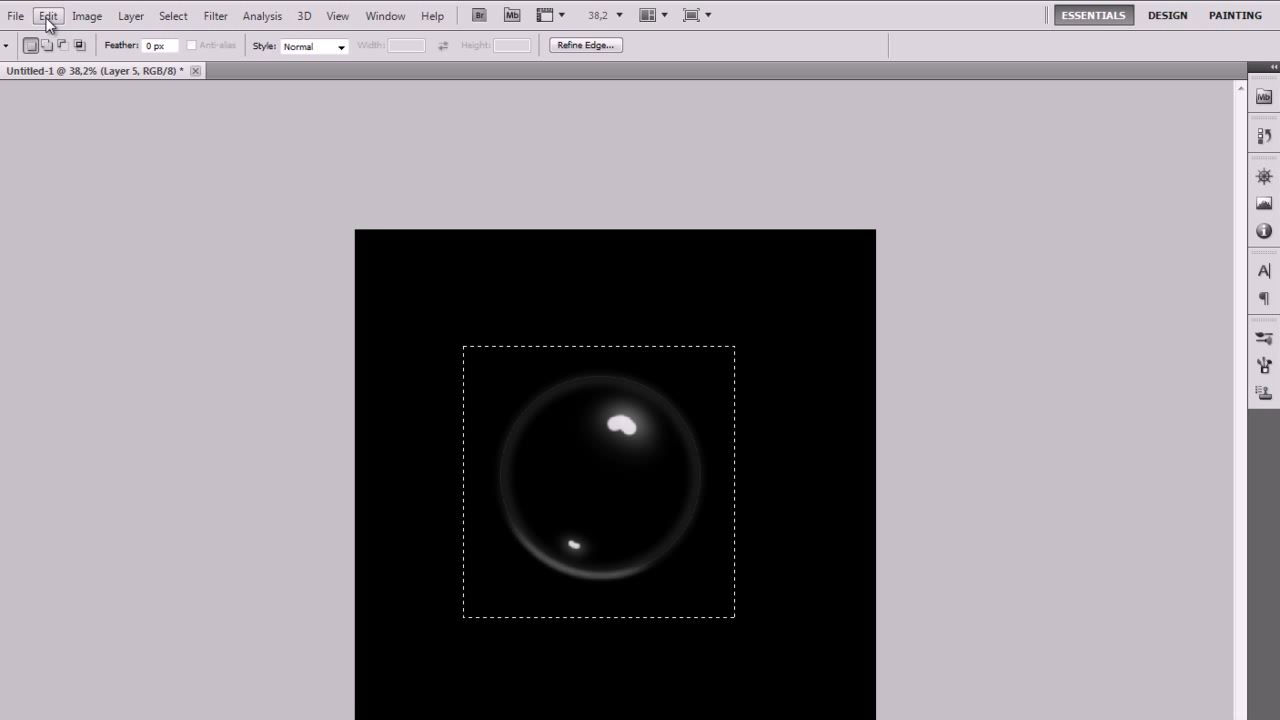 File Edit Image Layer Select Filter Analysis 3D View Window Help Br Mb 38,2 ESSENTIALS DESIGN PAINTING
Feather: 0 px Anti-alias Style: Normal Width: Height: Refine Edge...
Untitled-1 @ 38,2% (Layer 5, RGB/8) *